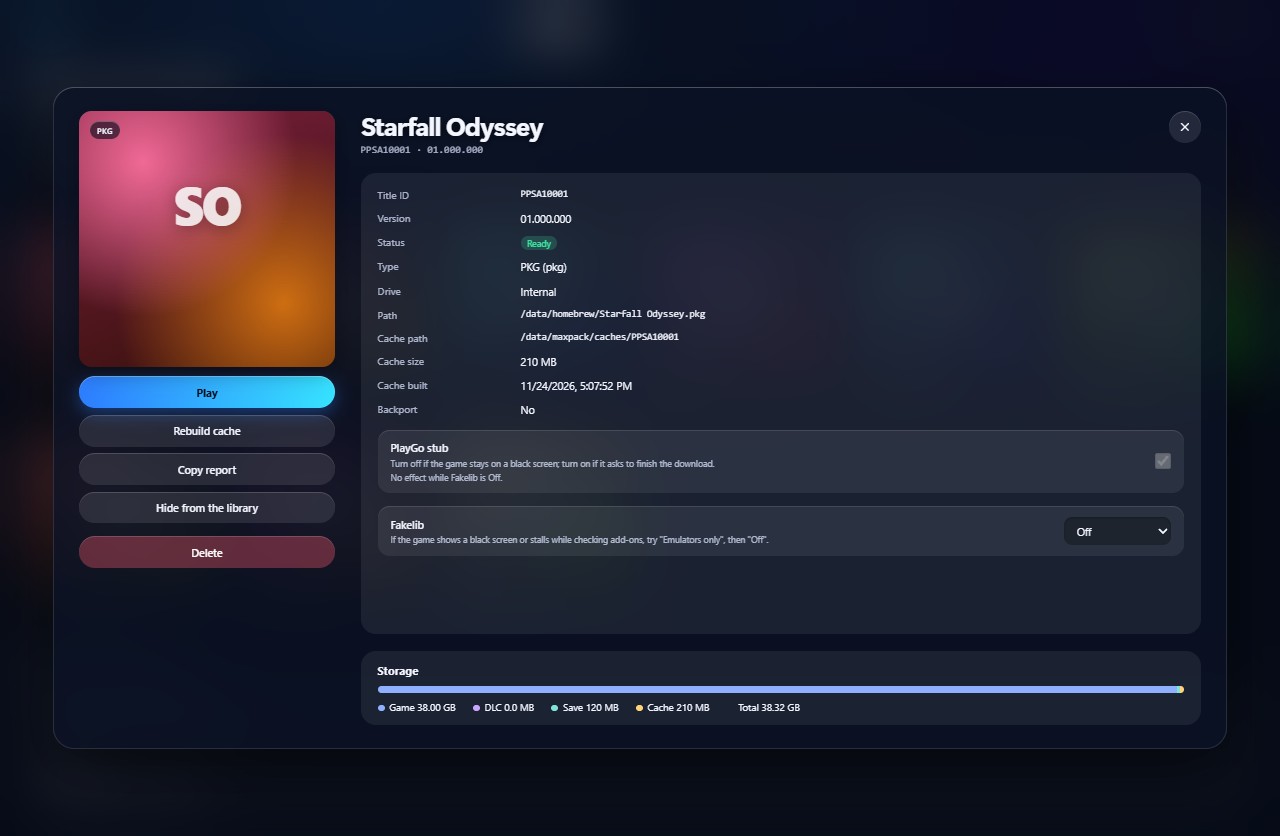 PKG
SO
Play
Rebuild cache
Copy report
Hide from the library
Delete
Starfall Odyssey
PPSA10001 · 01.000.000
Title ID PPSA10001
Version 01.000.000
Status Ready
Type PKG (pkg)
Drive Internal
Path /data/homebrew/Starfall Odyssey.pkg
Cache path /data/maxpack/caches/PPSA10001
Cache size 210 MB
Cache built 11/24/2026, 5:07:52 PM
Backport No
PlayGo stub
Turn off if the game stays on a black screen; turn on if it asks to finish the download.
No effect while Fakelib is Off.
Fakelib
If the game shows a black screen or stalls while checking add-ons, try "Emulators only", then "Off".
Off
Storage
Game 38.00 GB DLC 0.0 MB Save 120 MB Cache 210 MB Total 38.32 GB